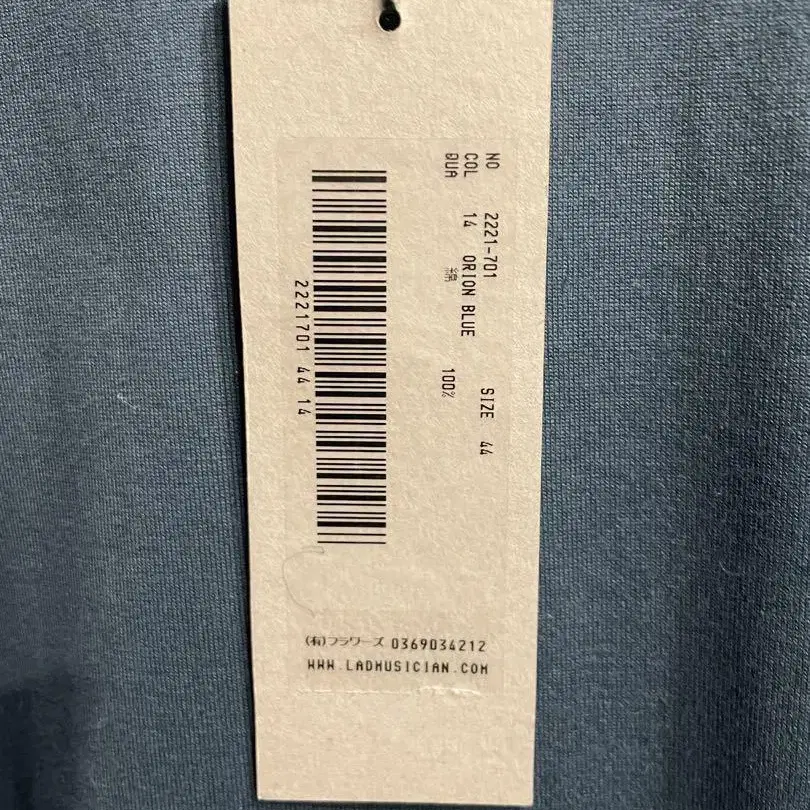 NO 2221-701 SIZE 44
COL 14 ORION BLUE
QUA 綿 100%
2221701 44 14
(有)フラワーズ 0369034212
WWW.LADMUSICIAN.COM